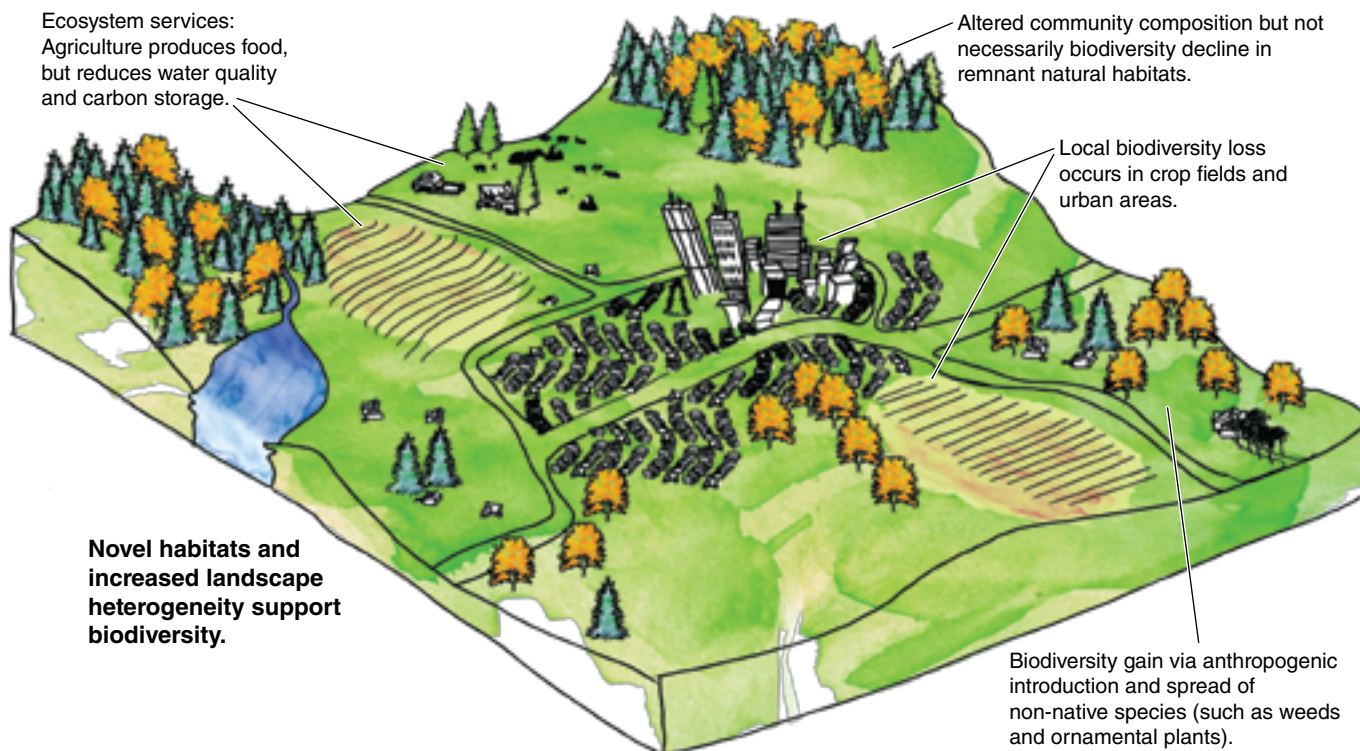 Ecosystem services:
Agriculture produces food,
but reduces water quality
and carbon storage.
Altered community composition but not
necessarily biodiversity decline in
remnant natural habitats.
Local biodiversity loss
occurs in crop fields and
urban areas.
Novel habitats and
increased landscape
heterogeneity support
biodiversity.
Biodiversity gain via anthropogenic
introduction and spread of
non-native species (such as weeds
and ornamental plants).